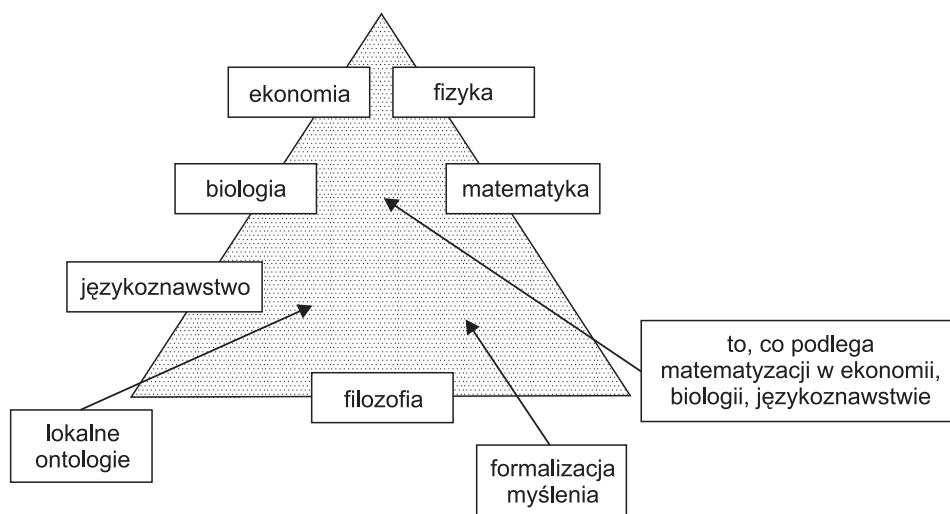 ekonomia
fizyka
biologia
matematyka
językoznawstwo
to, co podlega
matematyzacji w ekonomii,
biologii, językoznawstwie
filozofia
lokalne
ontologie
formalizacja
myślenia